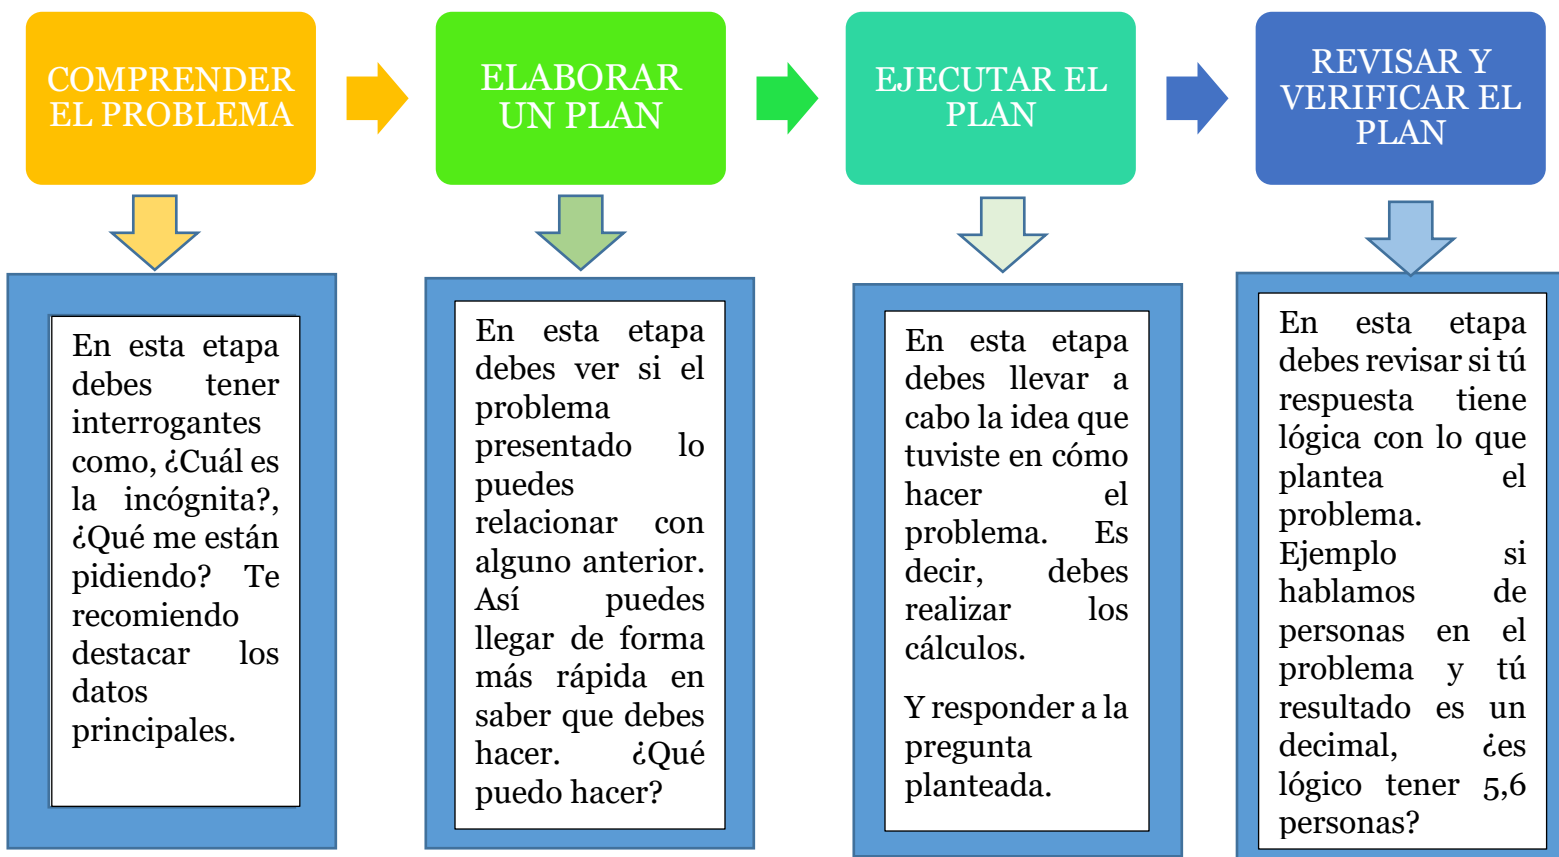 COMPRENDER
EL PROBLEMA
ELABORAR
UN PLAN
EJECUTAR EL
PLAN
REVISAR Y
VERIFICAR EL
PLAN
En esta etapa
debes tener
interrogantes
como, ¿Cuál es
la incógnita?,
¿Qué me están
pidiendo? Te
recomiendo
destacar los
datos
principales.
En esta etapa
debes ver si el
problema
presentado lo
puedes
relacionar con
alguno anterior.
Así puedes
llegar de forma
más rápida en
saber que debes
hacer. ¿Qué
puedo hacer?
En esta etapa
debes llevar a
cabo la idea que
tuviste en cómo
hacer el
problema. Es
decir, debes
realizar los
cálculos.
Y responder a la
pregunta
planteada.
En esta etapa
debes revisar si tú
respuesta tiene
lógica con lo que
plantea el
problema.
Ejemplo si
hablamos de
personas en el
problema y tú
resultado es un
decimal, ¿es
lógico tener 5,6
personas?